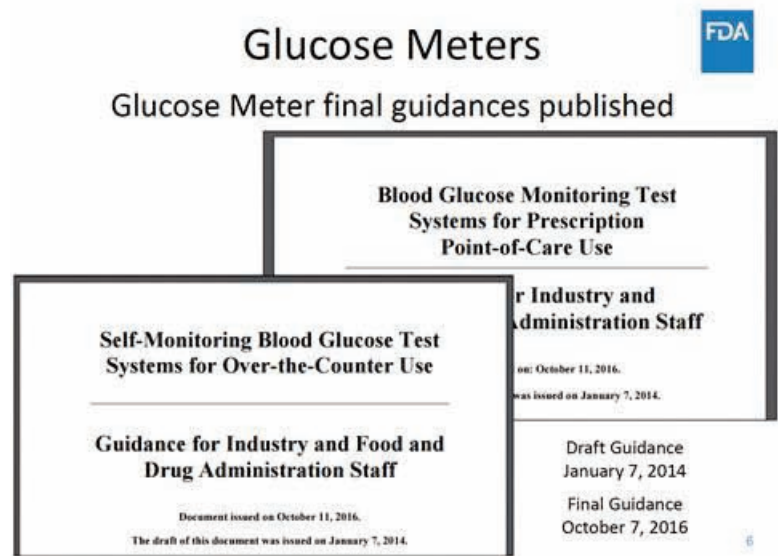 Glucose Meters
FDA
Glucose Meter final guidances published
Blood Glucose Monitoring Test
Systems for Prescription
Point-of-Care Use
r Industry and
dministration Staff
on: October 11, 2016.
was issued on January 7, 2014.
Self-Monitoring Blood Glucose Test
Systems for Over-the-Counter Use
Guidance for Industry and Food and
Drug Administration Staff
Document issued on October 11, 2016.
The draft of this document was issued on January 7, 2014.
Draft Guidance
January 7, 2014
Final Guidance
October 7, 2016
6